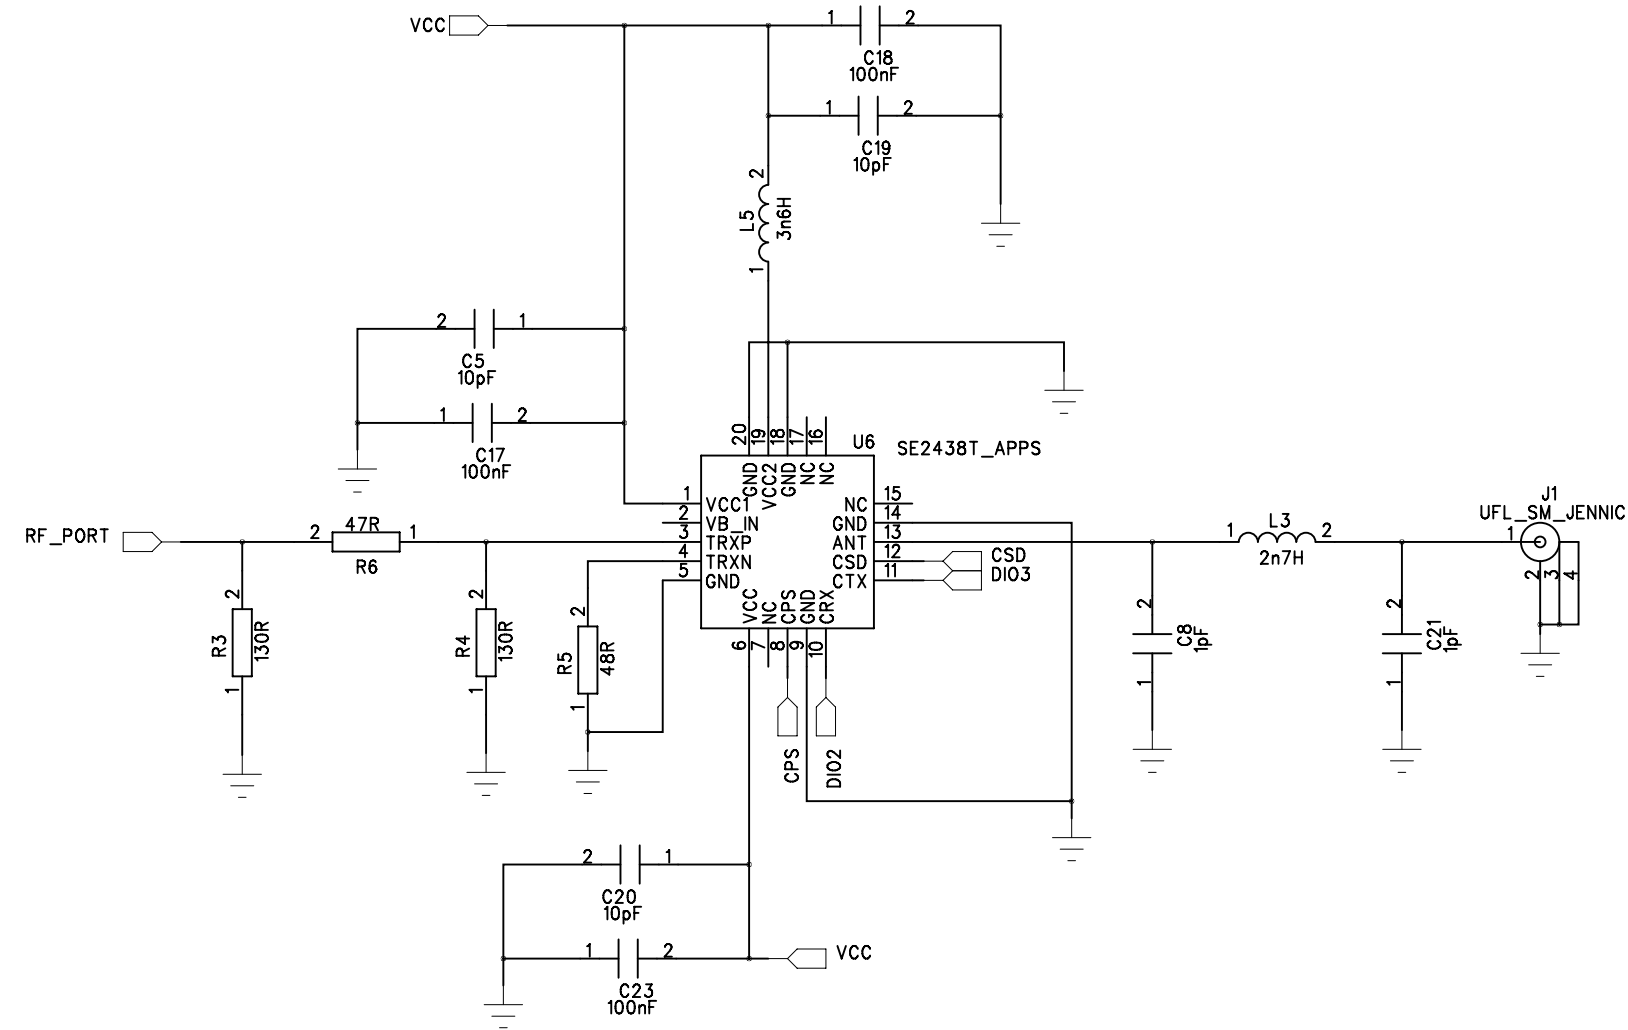 VCC
1
2
C18
100nF
1
2
C19
10pF
2
L5
3n6H
1
2
1
C5
10pF
1
2
C17
100nF
20
19
18
17
16
U6
SE2438T_APPS
GND
VCC2
GND
NC
NC
1
VCC1
2
VB_IN
3
TRXP
4
TRXN
5
GND
NC
15
GND
14
ANT
13
CSD
12
CTX
11
VCC
NC
CPS
GND
CRX
6
7
8
9
10
CSD
DIO3
RF_PORT
2
47R
1
R6
2
R3
130R
1
2
R4
130R
1
2
R5
48R
1
CPS
DIO2
1
L3
2
2n7H
J1
UFL_SM_JENNIC
1
2
3
4
2
C8
1pF
1
2
C21
1pF
1
2
1
C20
10pF
1
2
C23
100nF
VCC